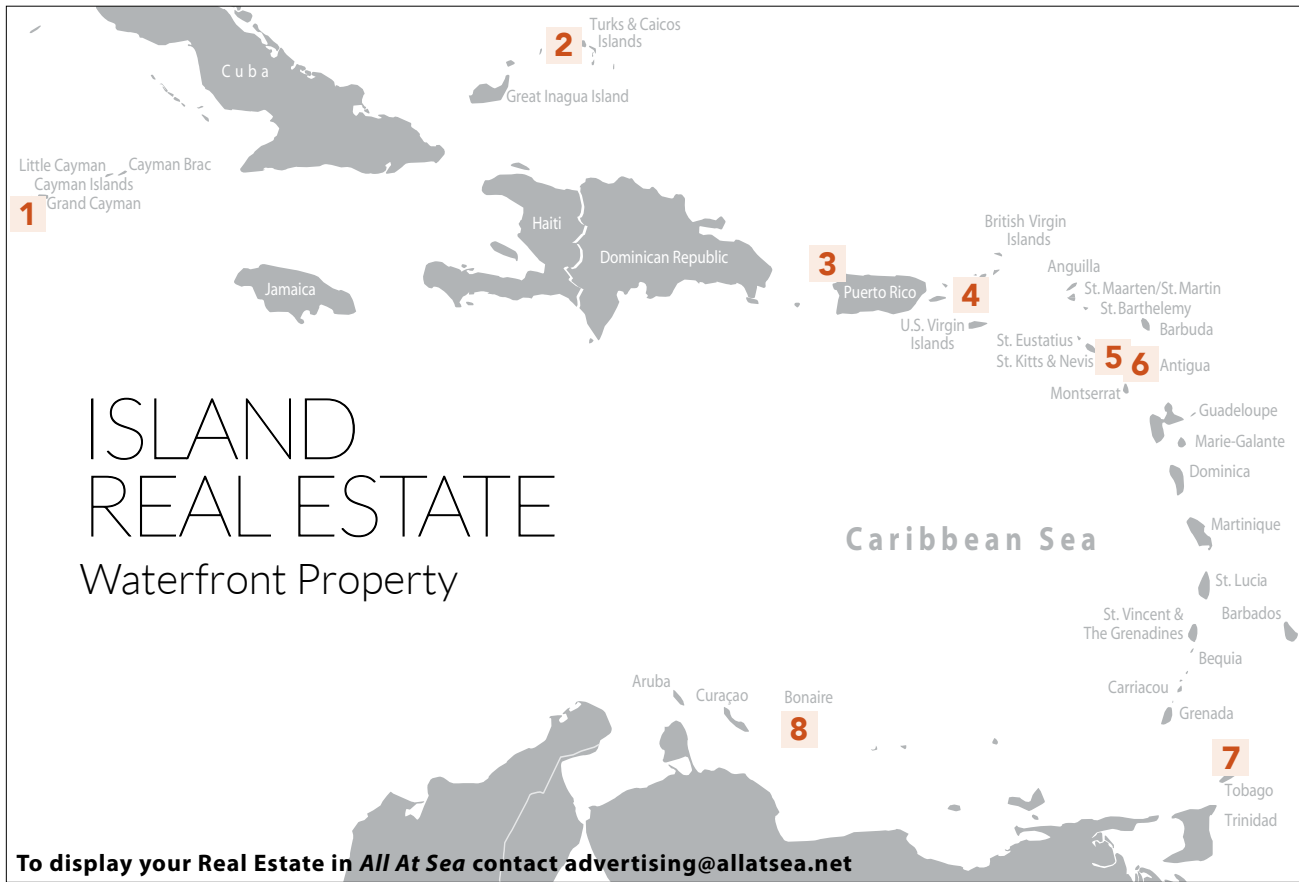 Turks & Caicos
Islands
2
Cuba
Great Inagua Island
Little Cayman
Cayman Brac
Cayman Islands
Grand Cayman
1
Haiti
Dominican Republic
Jamaica
3
Puerto Rico
British Virgin
Islands
4
U.S. Virgin
Islands
Anguilla
St. Maarten/St. Martin
St. Barthelemy
Barbuda
St. Eustatius
St. Kitts & Nevis
5
6
Antigua
Montserrat
Guadeloupe
Marie-Galante
Dominica
ISLAND
REAL ESTATE
Waterfront Property
Caribbean Sea
Martinique
St. Lucia
St. Vincent &
The Grenadines
Barbados
Bequia
Carriacou
Grenada
Aruba
Curaçao
Bonaire
8
7
Tobago
Trinidad
To display your Real Estate in All At Sea contact advertising@allatsea.net